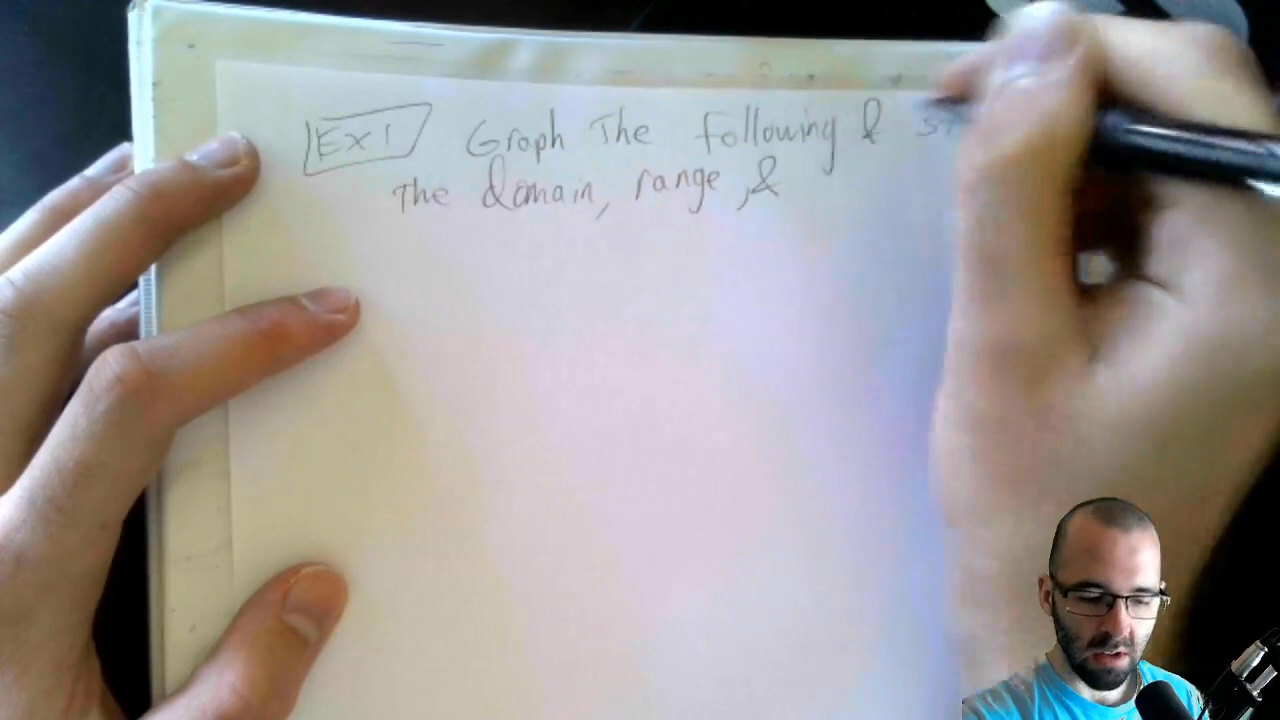 Ex 1 Graph The following &
The domain, range, &